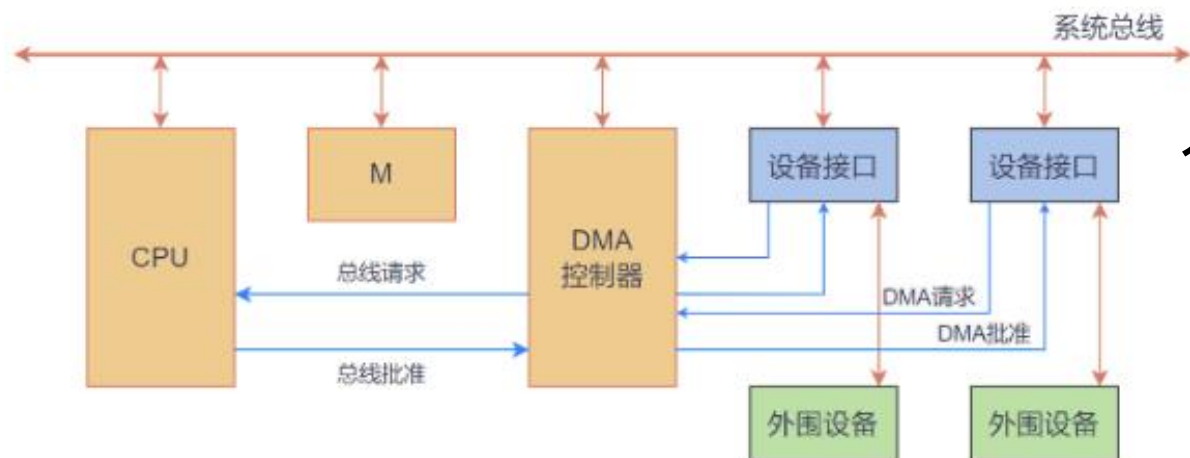 系统总线
CPU
M
DMA
控制器
设备接口
设备接口
总线请求
总线批准
DMA请求
DMA批准
外围设备
外围设备